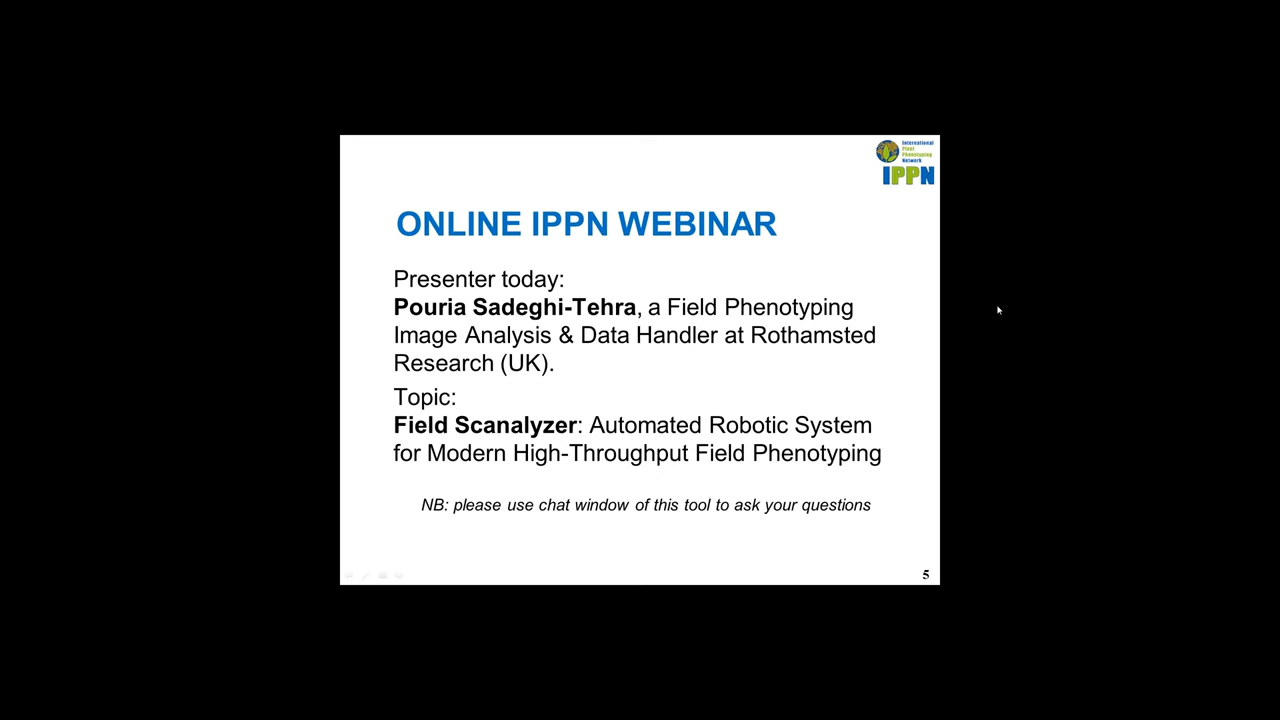 International
Plant
Phenotyping
Network
IPPN
ONLINE IPPN WEBINAR
Presenter today:
Pouria Sadeghi-Tehra, a Field Phenotyping
Image Analysis & Data Handler at Rothamsted
Research (UK).
Topic:
Field Scanalyzer: Automated Robotic System
for Modern High-Throughput Field Phenotyping
NB: please use chat window of this tool to ask your questions
5